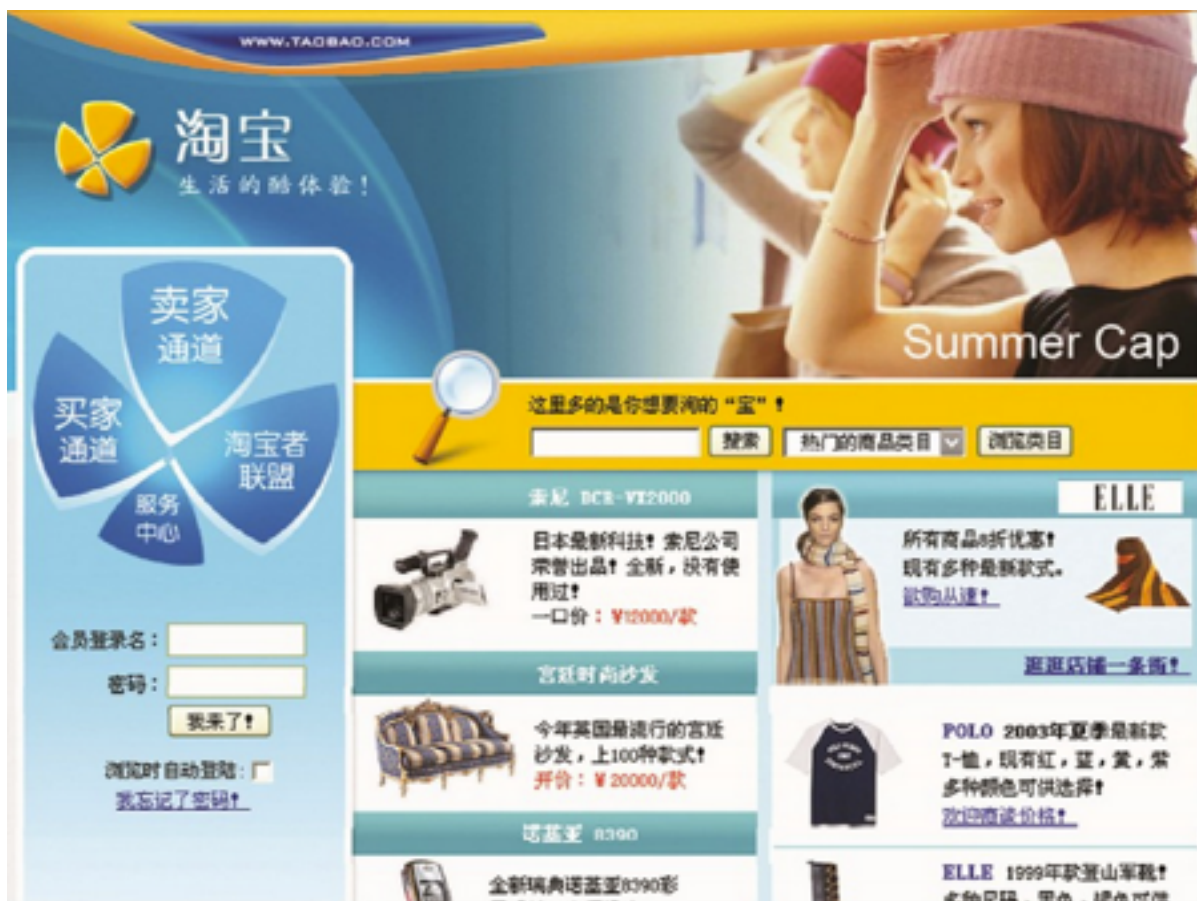 WWW.TAOBAO.COM
淘宝
生活的酷体验!
Summer Cap
卖家
通道
买家
通道
淘宝者
联盟
服务
中心
会员登录名:
密码:
我来了!
浏览时自动登陆:
我忘记了密码!
这里多的是你想要淘的“宝”!
搜索 热门的商品类目 浏览类目
索尼 DCR-VX2000
日本最新科技! 索尼公司
荣誉出品! 全新,没有使
用过!
一口价:¥12000/款
宫廷时尚沙发
今年英国最流行的宫廷
沙发,上100种款式!
开价:¥20000/款
诺基亚 8390
全新瑞典诺基亚8390彩
ELLE
所有商品8折优惠!
现有多种最新款式。
欲购从速!
逛逛店铺一条街!
POLO 2003年夏季最新款
T-恤,现有红,蓝,黄,紫
多种颜色可供选择!
欢迎商谈价格!
ELLE 1999年款登山军靴!